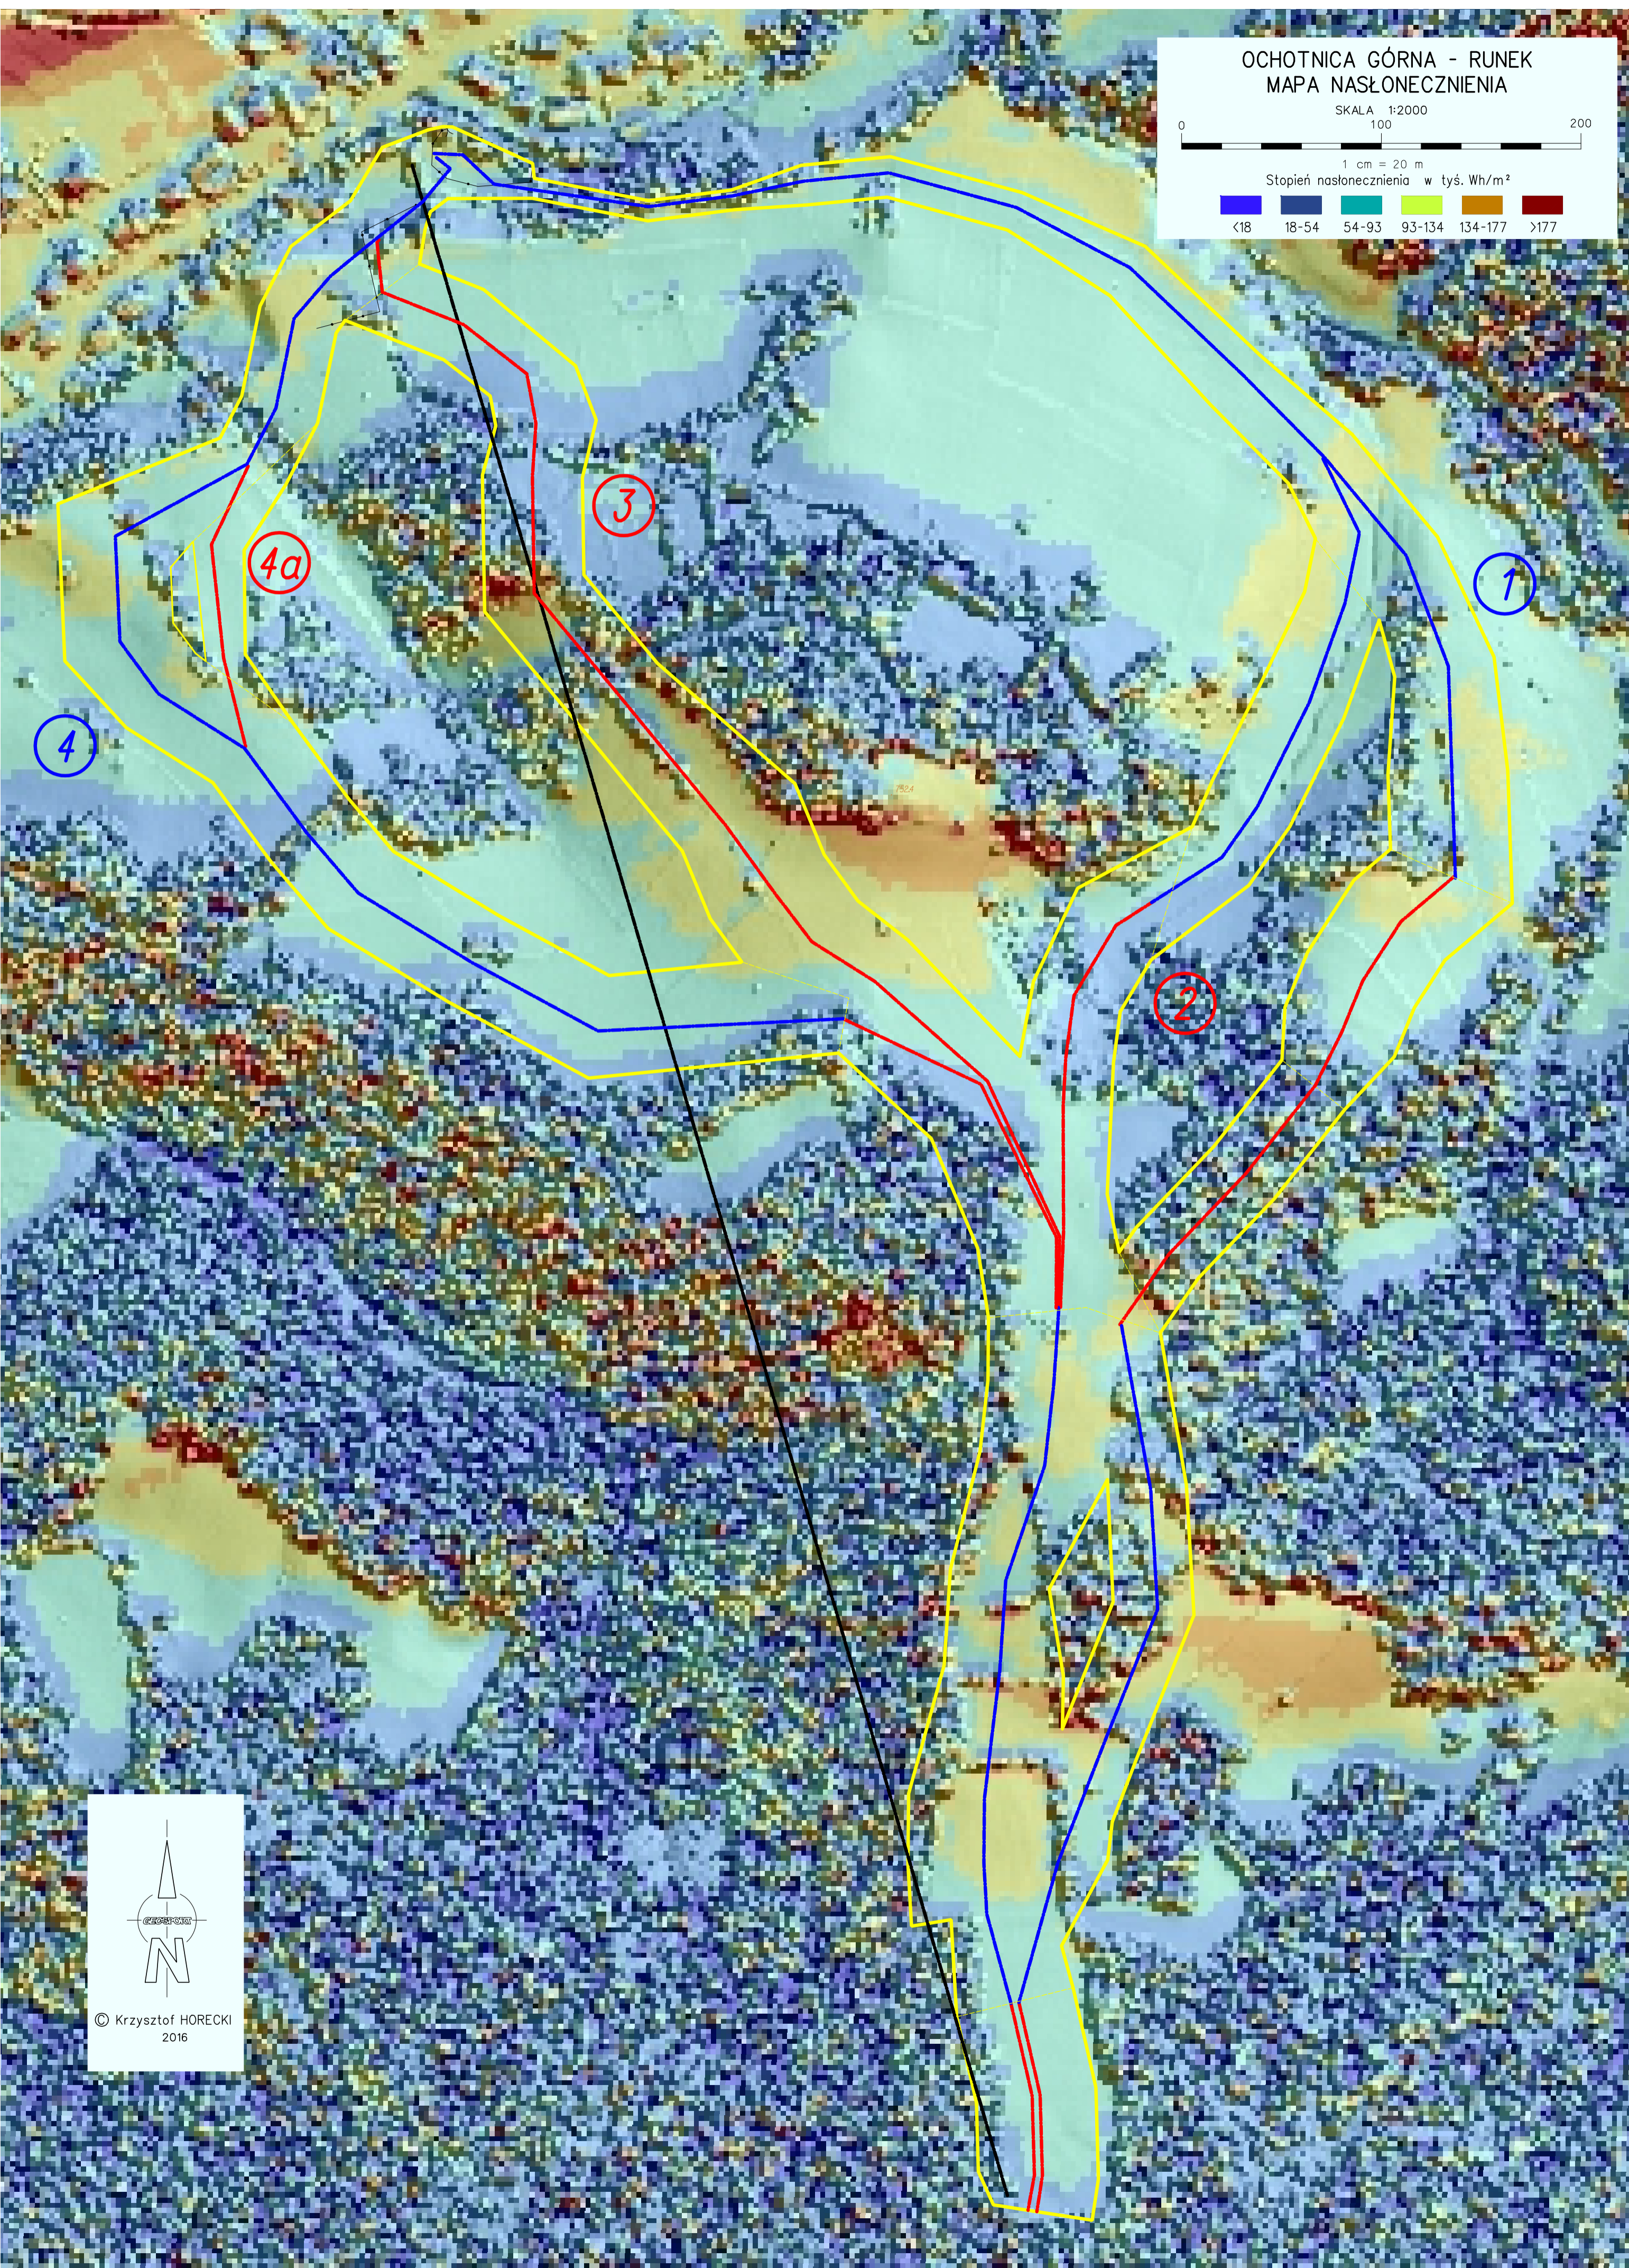 OCHOTNICA GÓRNA - RUNEK
MAPA NASŁONECZNIENIA
SKALA 1:2000
0 100 200
1 cm = 20 m
Stopień nasłonecznienia w tyś. Wh/m²
<18 18-54 54-93 93-134 134-177 >177
3
4a
1
4
2
GEOSPORT
N
© Krzysztof HORECKI
2016